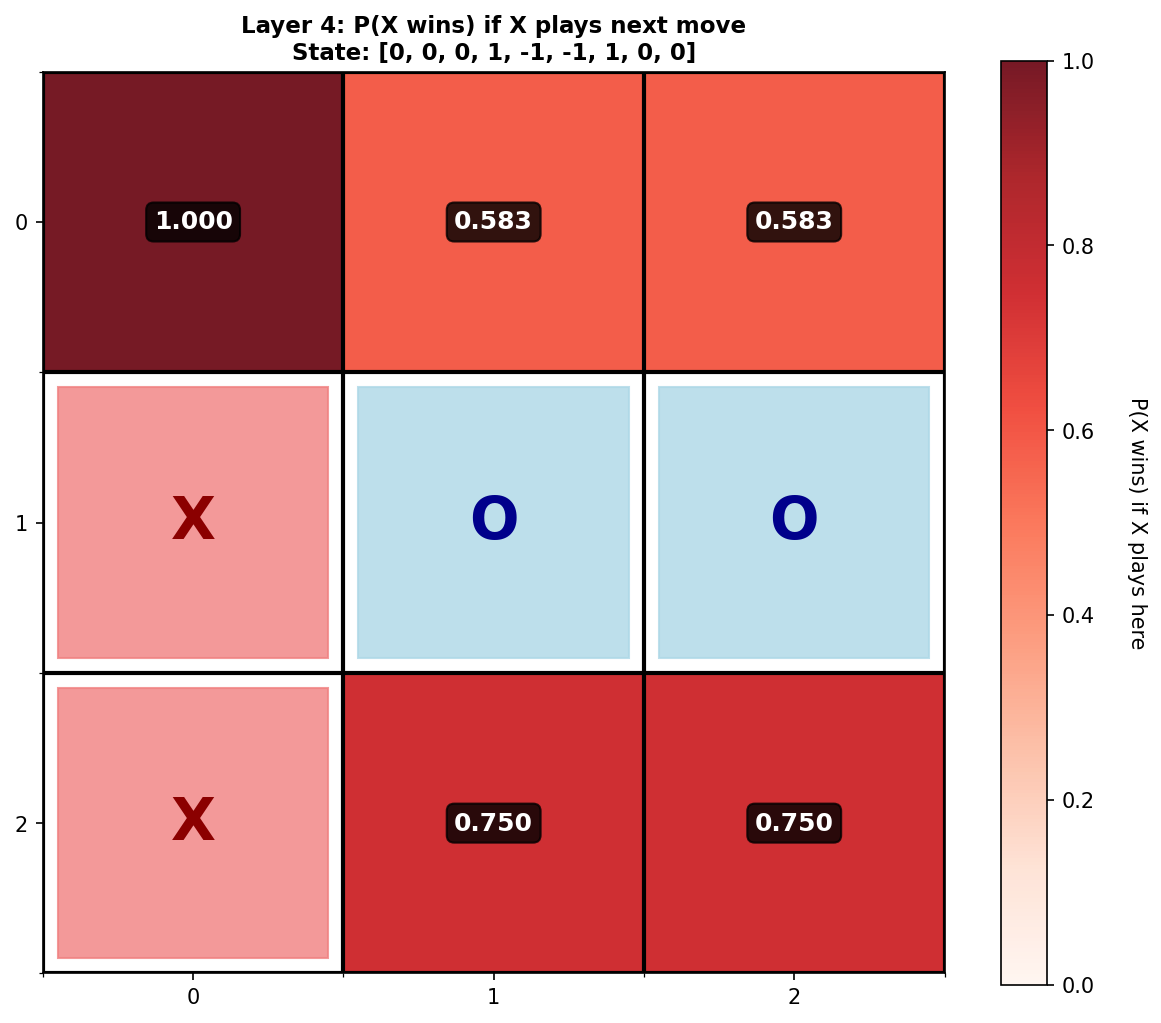 Layer 4: P(X wins) if X plays next move
State: [0, 0, 0, 1, -1, -1, 1, 0, 0]
0
1.000
0.583
0.583
1
X
O
O
2
X
0.750
0.750
0
1
2
1.0
0.8
0.6
0.4
0.2
0.0
P(X wins) if X plays here